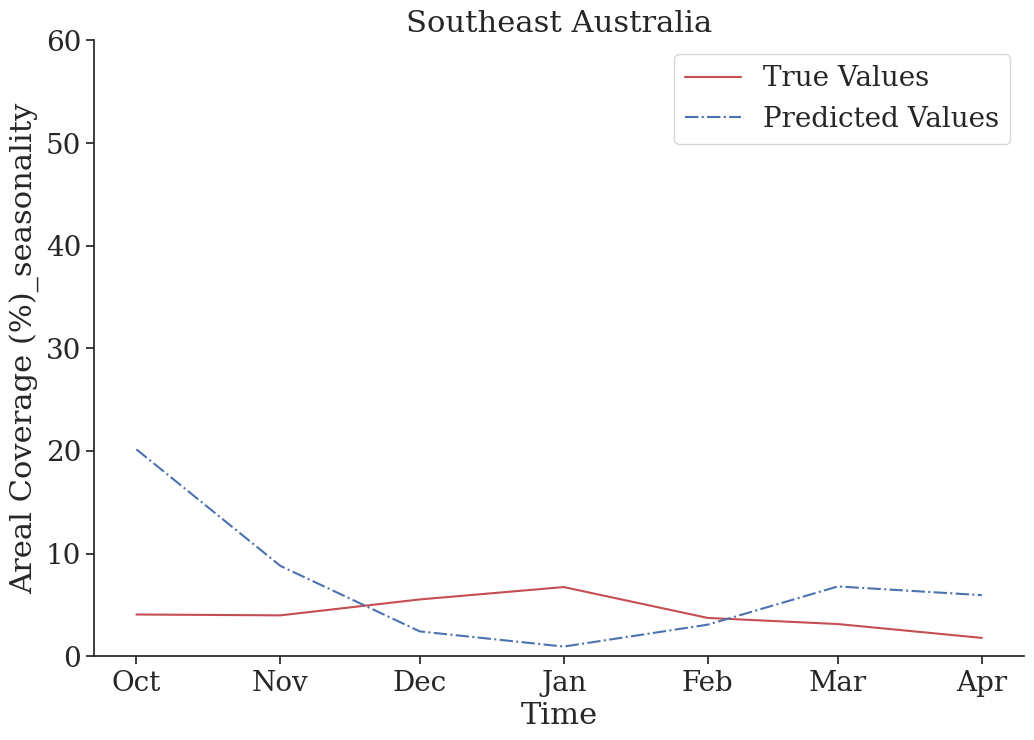 Southeast Australia
True Values
Predicted Values
Areal Coverage (%)_seasonality
60
50
40
30
20
10
0
Oct Nov Dec Jan Feb Mar Apr
Time